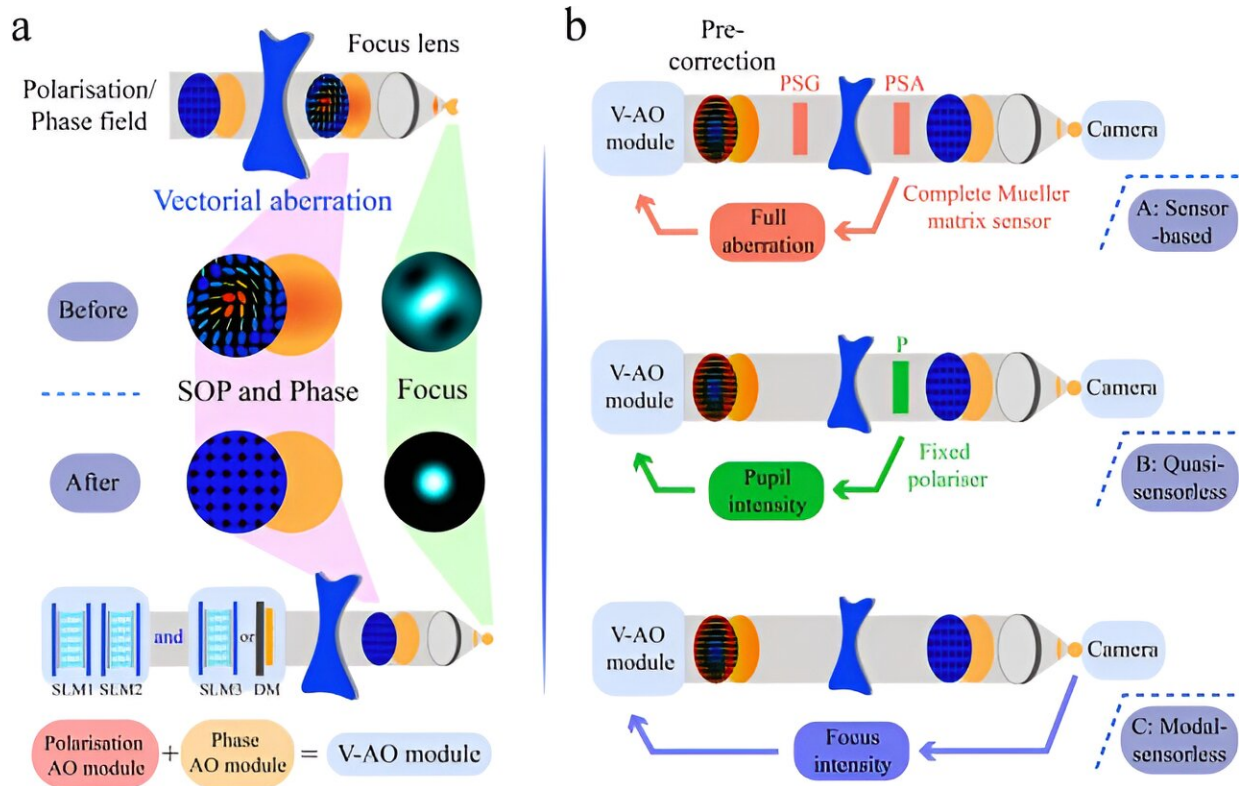 a
Focus lens
Polarisation/
Phase field
Vectorial aberration
Before
SOP and Phase
Focus
After
and
or
SLM1
SLM2
SLM3
DM
Polarisation
AO module
+
Phase
AO module
=
V-AO module
b
Pre-
correction
V-AO
module
PSG
PSA
Camera
Complete Mueller
matrix sensor
Full
aberration
A: Sensor
-based
V-AO
module
P
Camera
Fixed
polariser
Pupil
intensity
B: Quasi-
sensorless
V-AO
module
Camera
Focus
intensity
C: Modal-
sensorless